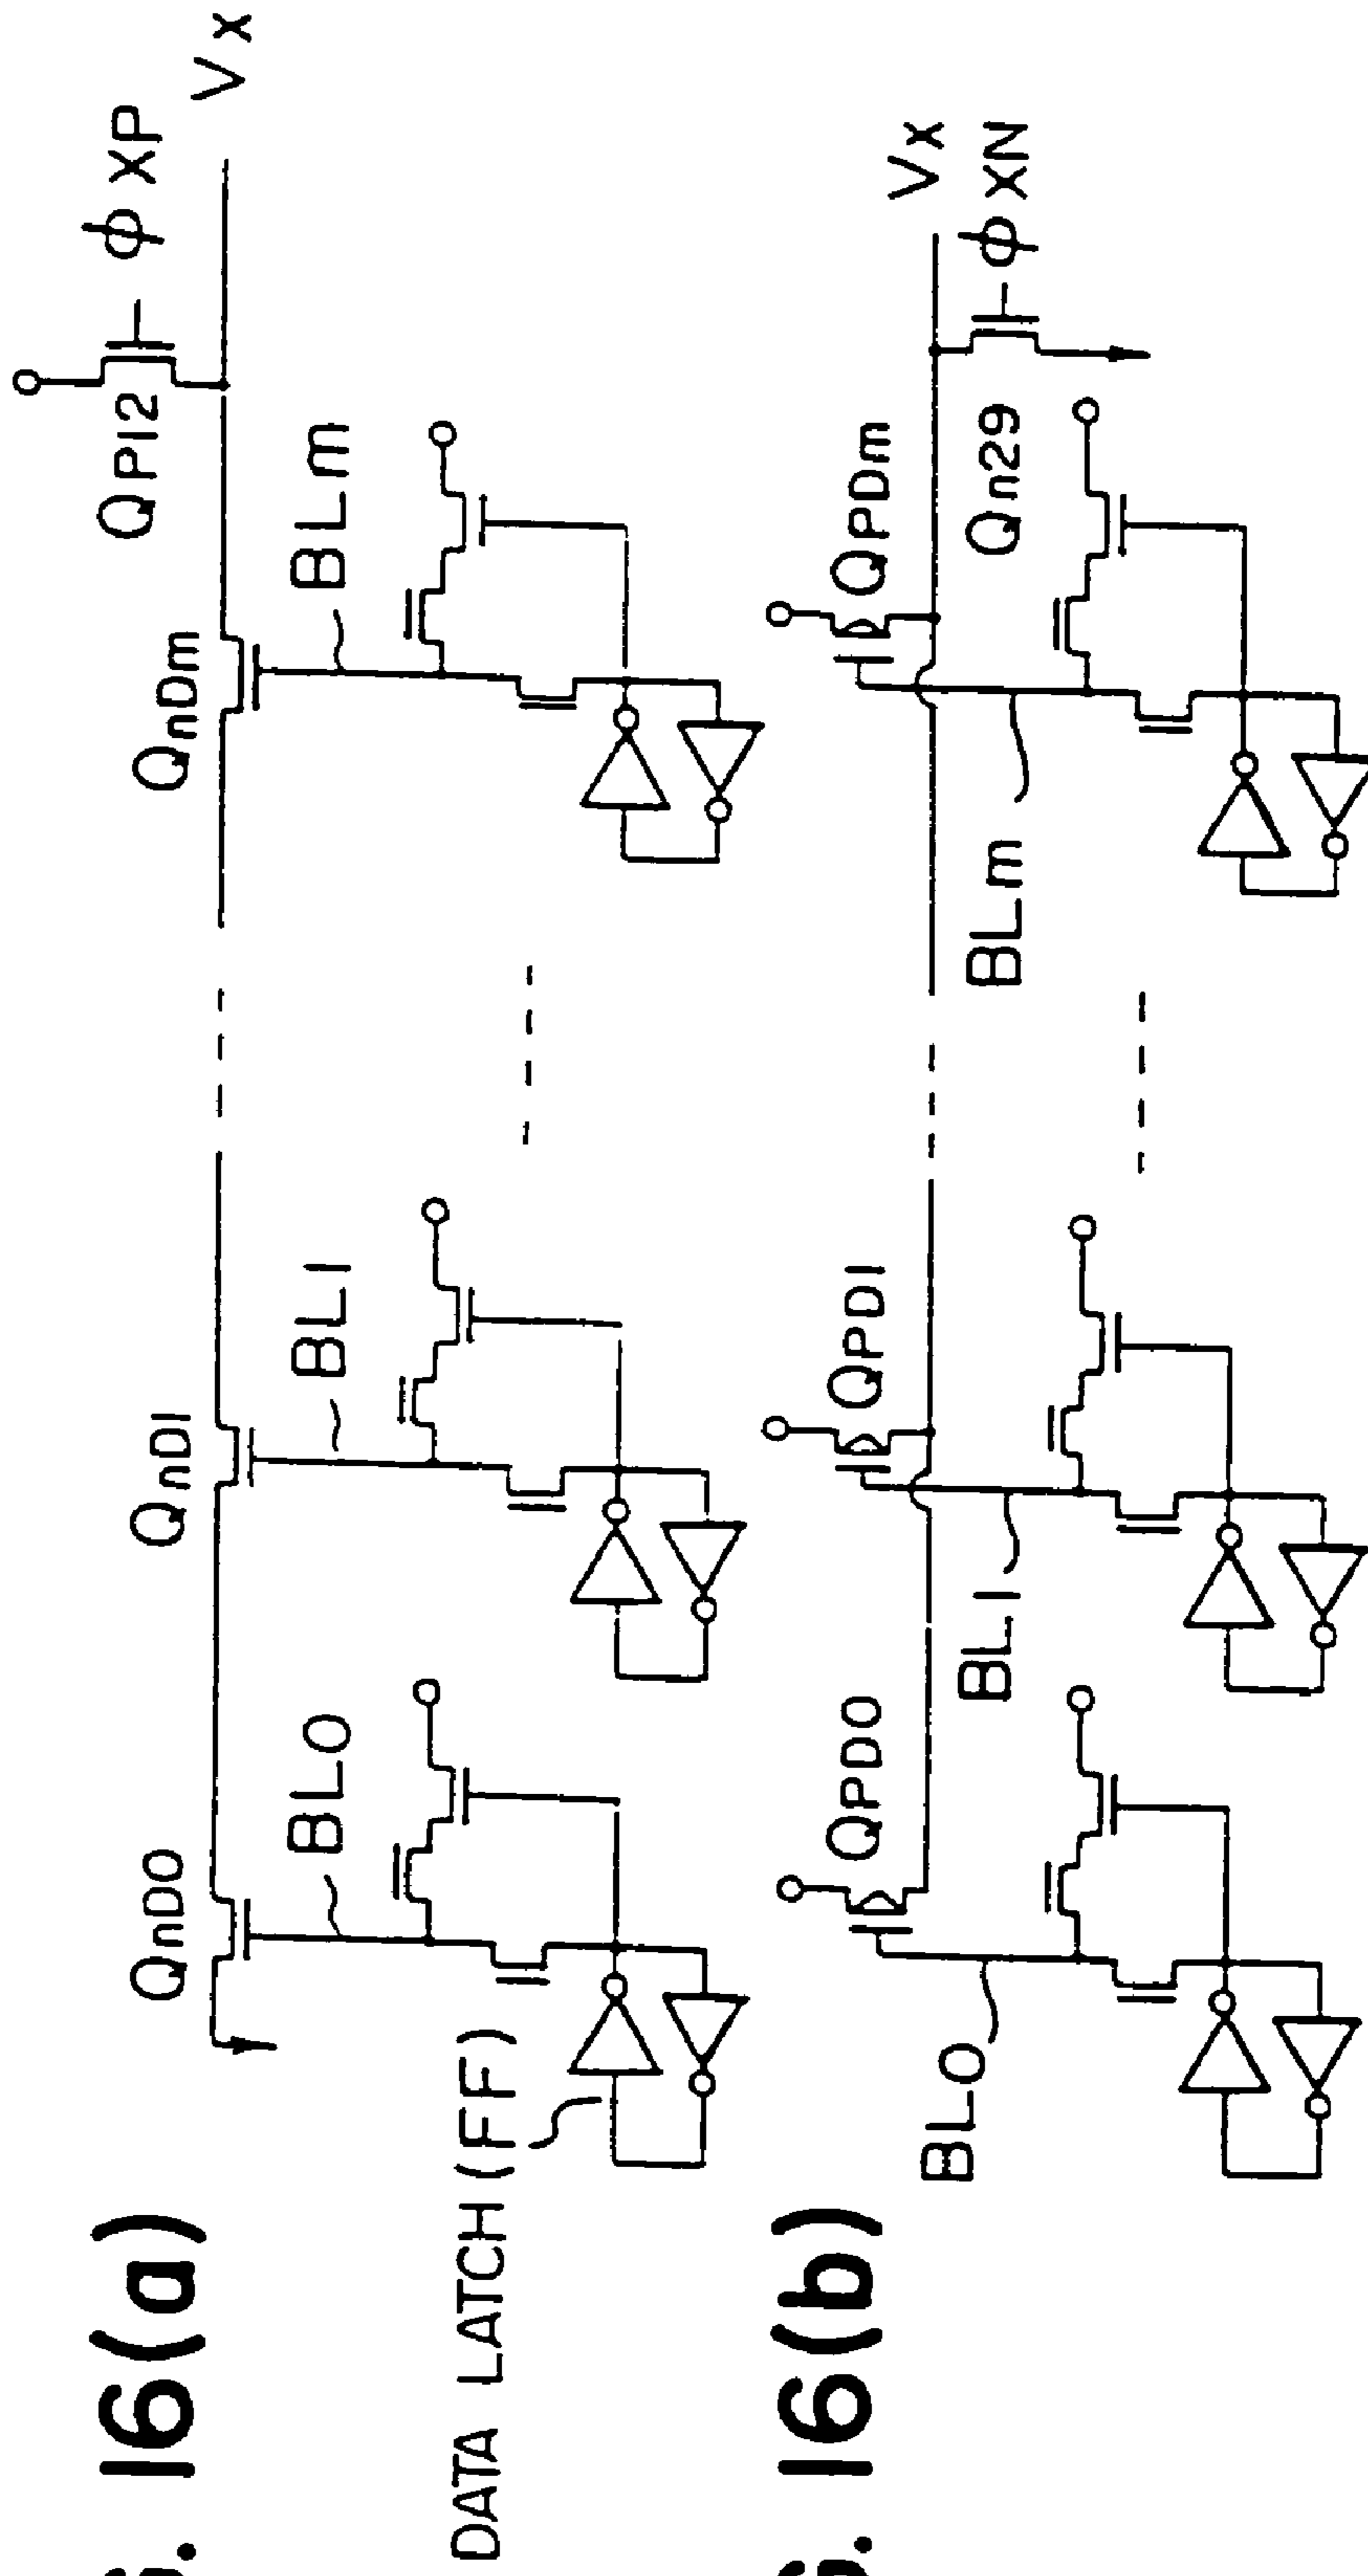 G. 16(a)
QnD0
QnD1
QnDm
QP12
φXP
Vx
BL0
BL1
BLm
DATA LATCH(FF)
G. 16(b)
QPD0
QPD1
QPDm
Vx
φXN
Qn29
BL0
BL1
BLm